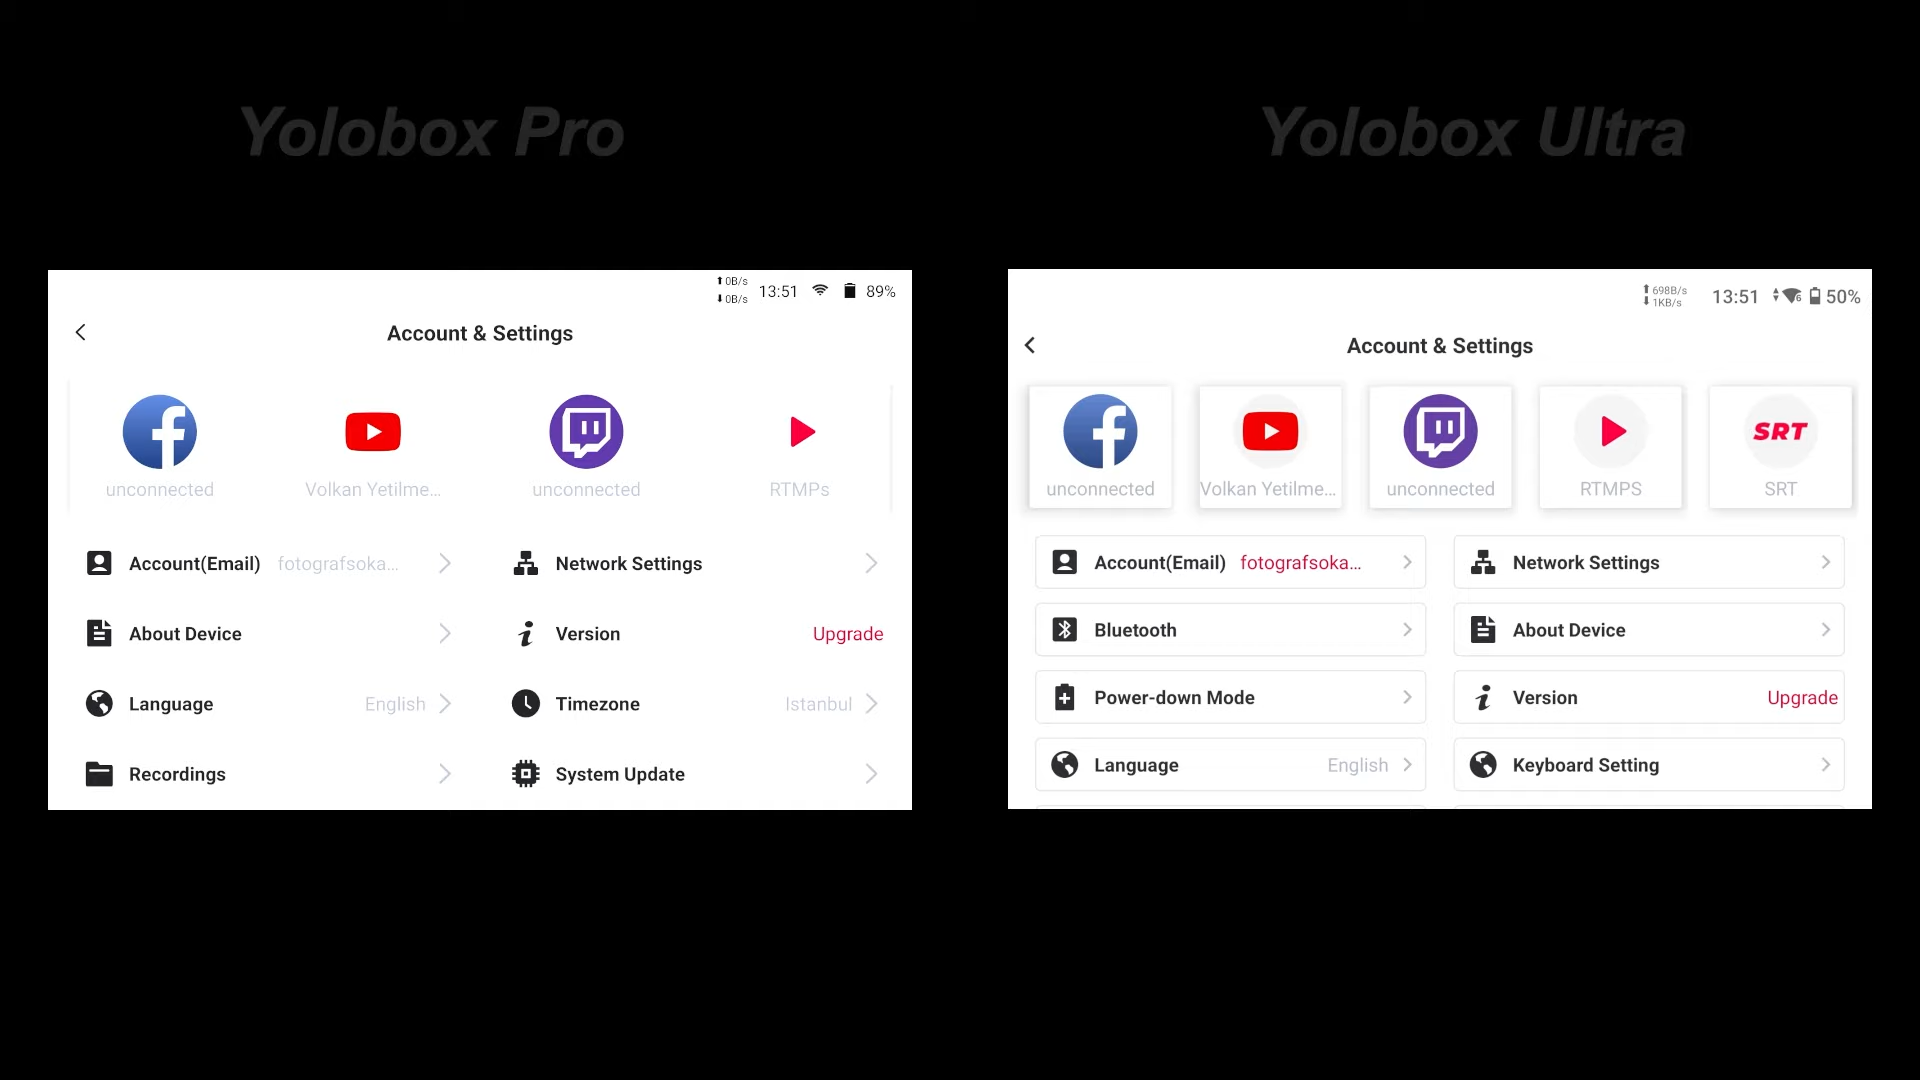 Yolobox Pro
Yolobox Ultra
0B/s
0B/s
13:51
89%
Account & Settings
unconnected
Volkan Yetilme...
unconnected
RTMPs
Account(Email) fotografsoka...
Network Settings
About Device
Version Upgrade
Language English
Timezone Istanbul
Recordings
System Update
698B/s
1KB/s
13:51
6
50%
Account & Settings
unconnected
Volkan Yetilme...
unconnected
RTMPS
SRT
SRT
Account(Email) fotografsoka...
Network Settings
Bluetooth
About Device
Power-down Mode
Version Upgrade
Language English
Keyboard Setting